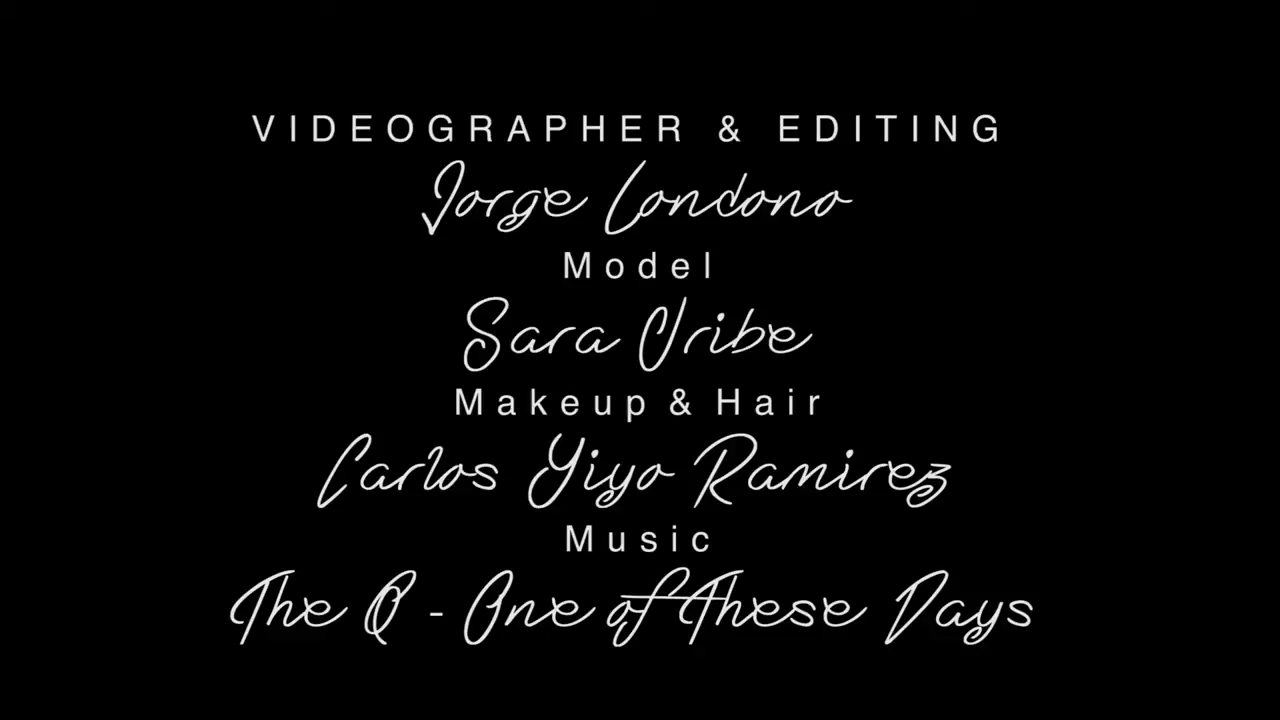 VIDEOGRAPHER & EDITING
Jorge Londono
Model
Sara Uribe
Makeup & Hair
Carlos Yiyo Ramirez
Music
The Q - One of These Days